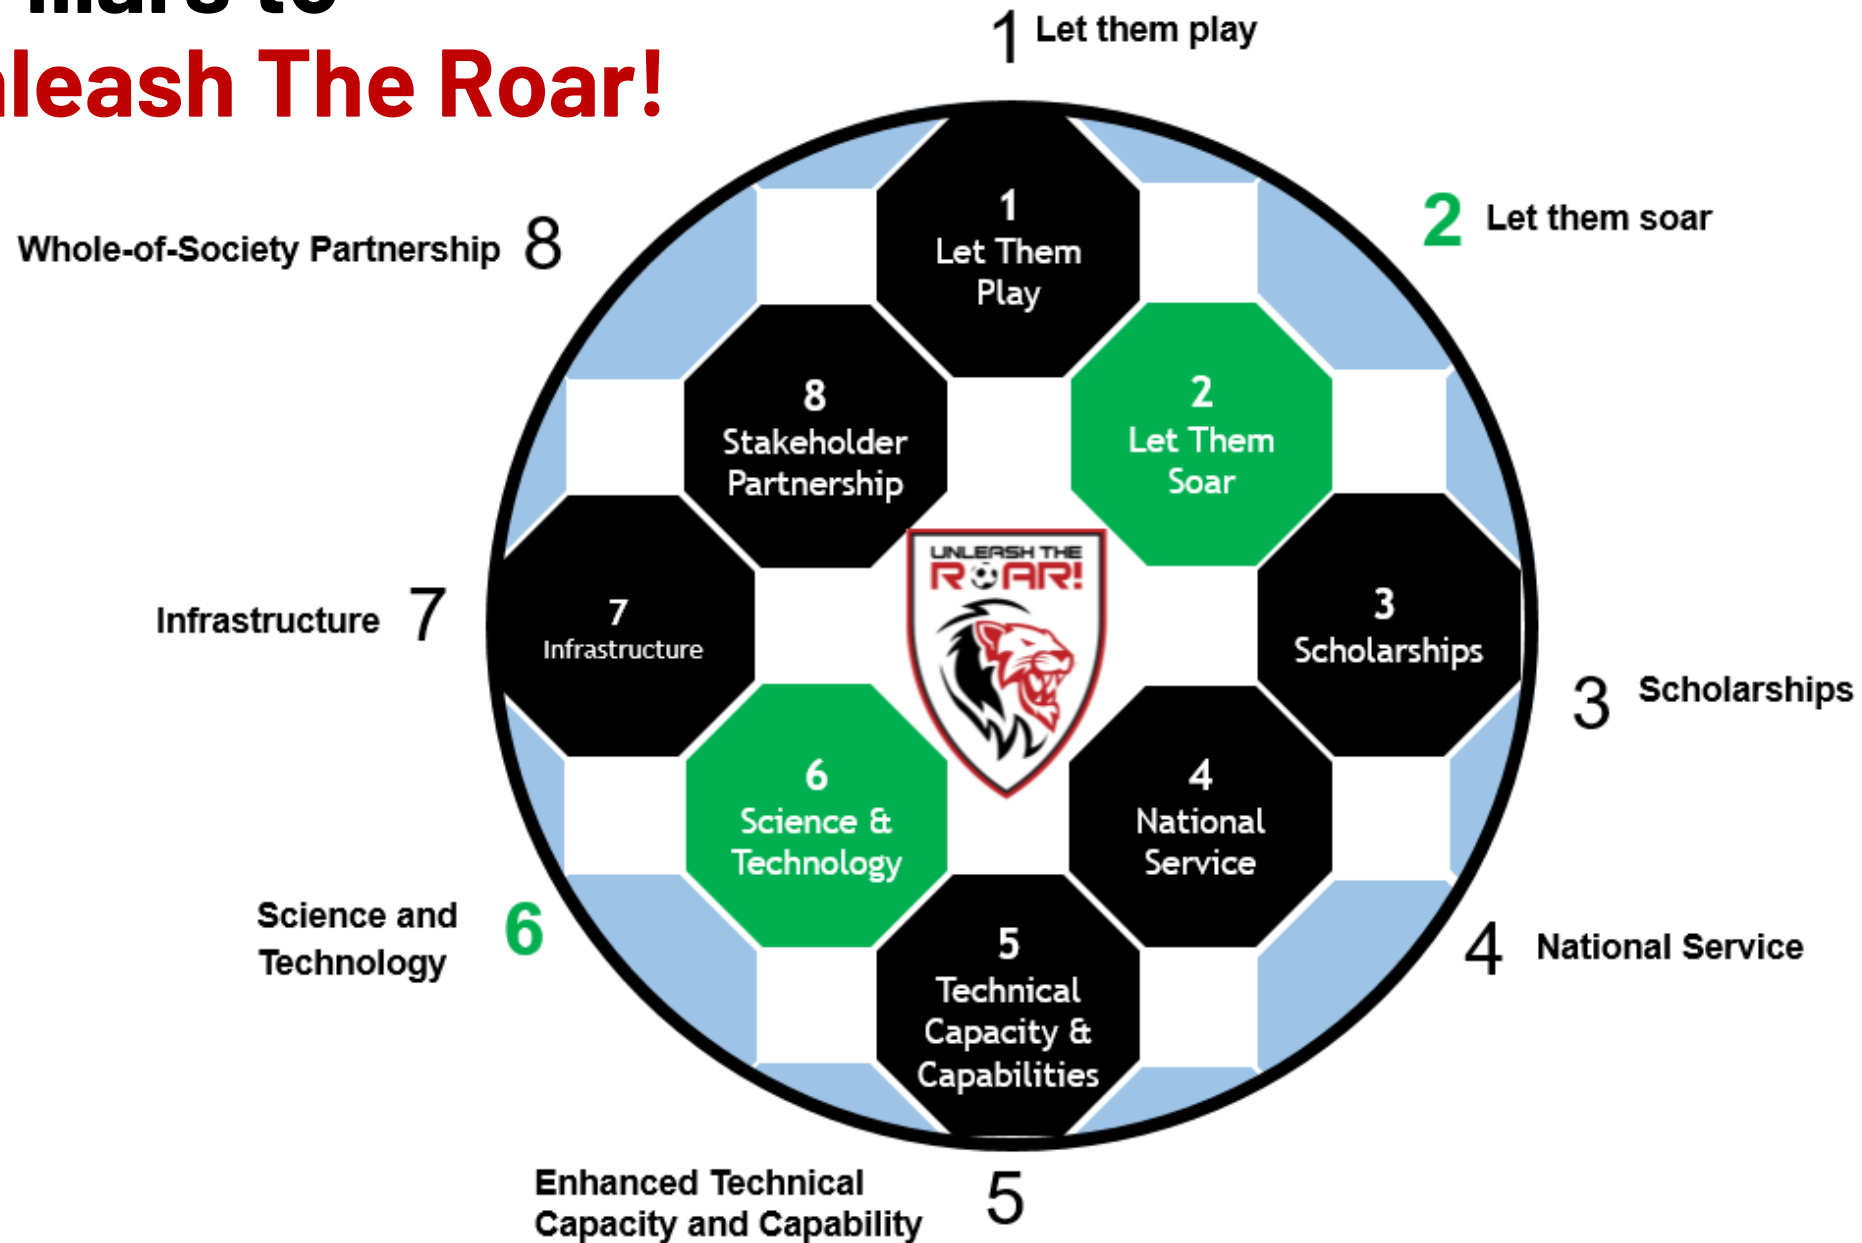 to
leash The Roar!
1 Let them play
2 Let them soar
Whole-of-Society Partnership 8
1
Let Them
Play
8
Stakeholder
Partnership
2
Let Them
Soar
UNLEASH THE
ROAR!
Infrastructure 7
7
Infrastructure
3
Scholarships
3 Scholarships
6
Science &
Technology
4
National
Service
Science and
Technology
6
4 National Service
5
Technical
Capacity &
Capabilities
Enhanced Technical
Capacity and Capability
5